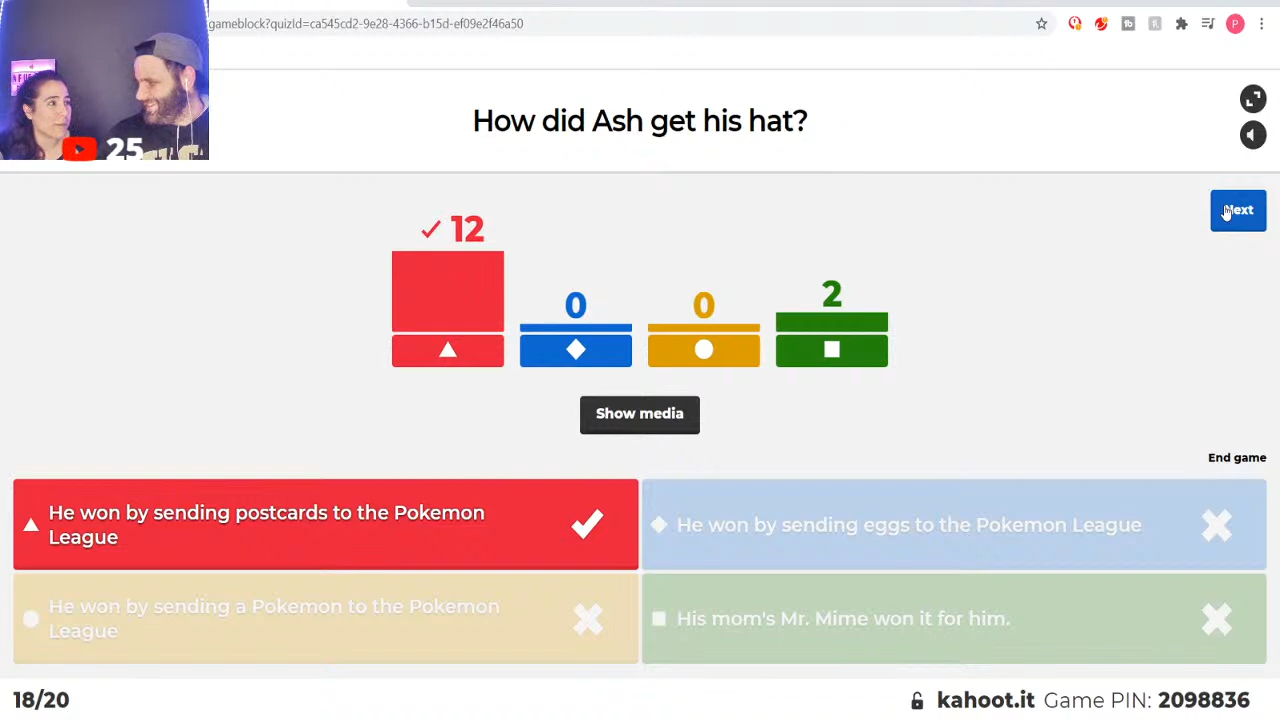 gameblock?quizId=ca545cd2-9e28-4366-b15d-ef09e2f46a50
25
How did Ash get his hat?
Next
12
0
0
2
Show media
End game
He won by sending postcards to the Pokemon
League
He won by sending eggs to the Pokemon League
He won by sending a Pokemon to the Pokemon
League
His mom's Mr. Mime won it for him.
18/20
kahoot.it Game PIN: 2098836